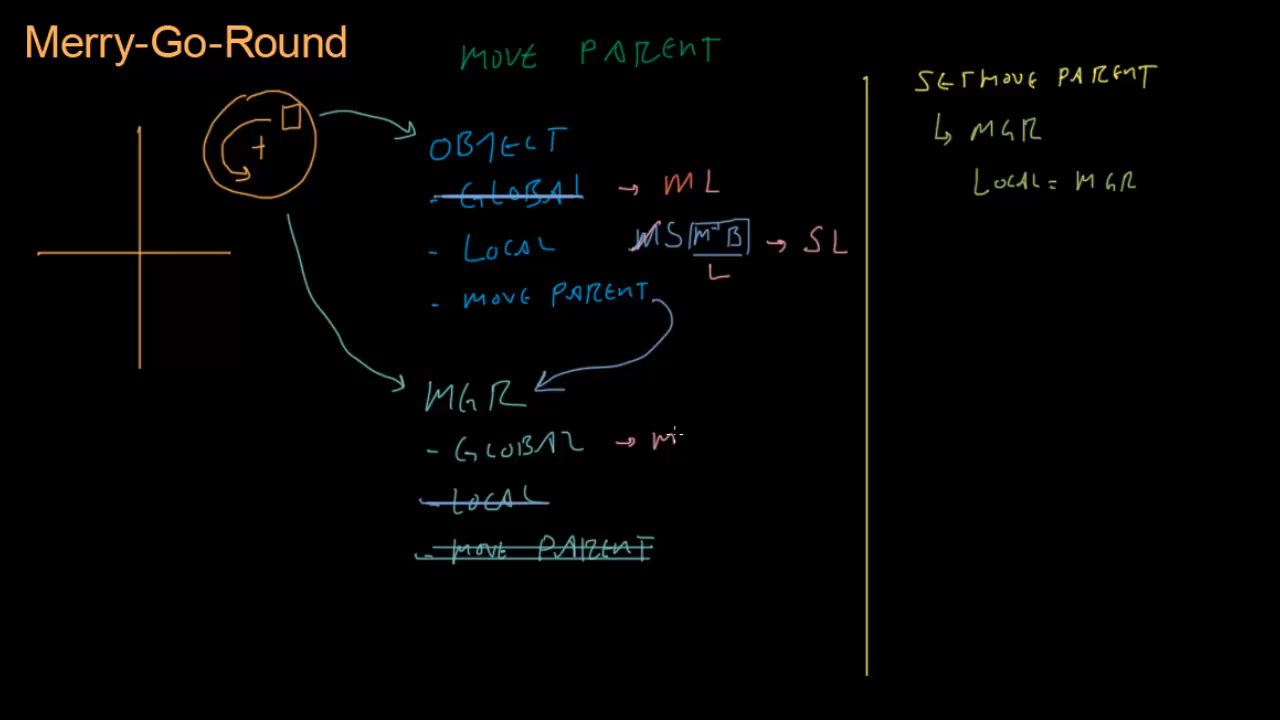 Merry-Go-Round
MOVE PARENT
OBJECT
- GLOBAL → ML
- LOCAL
MS M⁻¹B → SL
L
- MOVE PARENT
MGR
- GLOBAL → M
- LOCAL
- MOVE PARENT
SETMOVE PARENT
↳ MGR
LOCAL = MGR